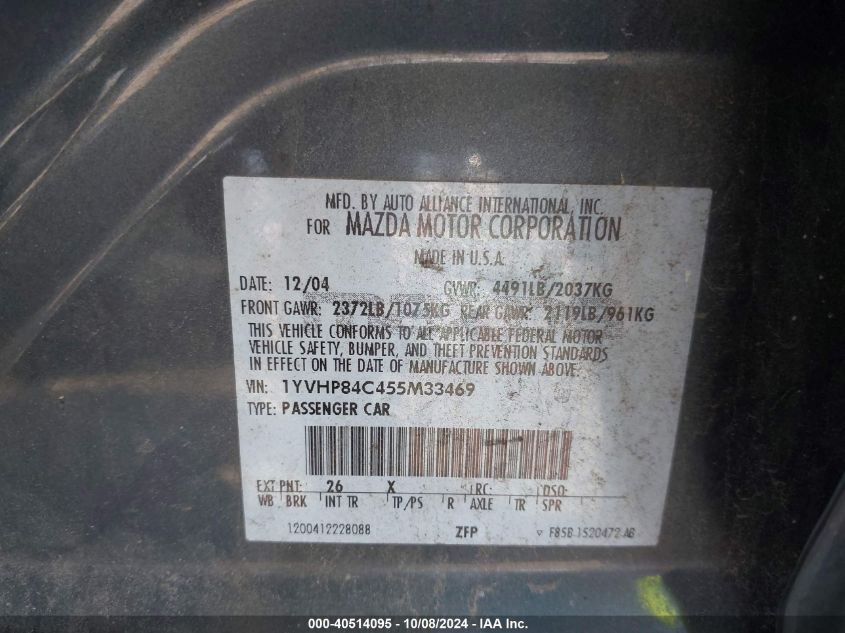 MFD. BY AUTO ALLIANCE INTERNATIONAL, INC.
FOR MAZDA MOTOR CORPORATION
MADE IN U.S.A.
DATE: 12/04 GVWR: 4491LB/2037KG
FRONT GAWR: 2372LB/1075KG REAR GAWR: 2119LB/961KG
THIS VEHICLE CONFORMS TO ALL APPLICABLE FEDERAL MOTOR
VEHICLE SAFETY, BUMPER, AND THEFT PREVENTION STANDARDS
IN EFFECT ON THE DATE OF MANUFACTURE SHOWN ABOVE.
VIN: 1YVHP84C455M33469
TYPE: PASSENGER CAR
EXT PNT: 26 X RC: DSO:
WB BRK INT TR TP/PS R AXLE TR SPR
1200412228088 ZFP F85B-1520472-AB
000-40514095 - 10/08/2024 - IAA Inc.